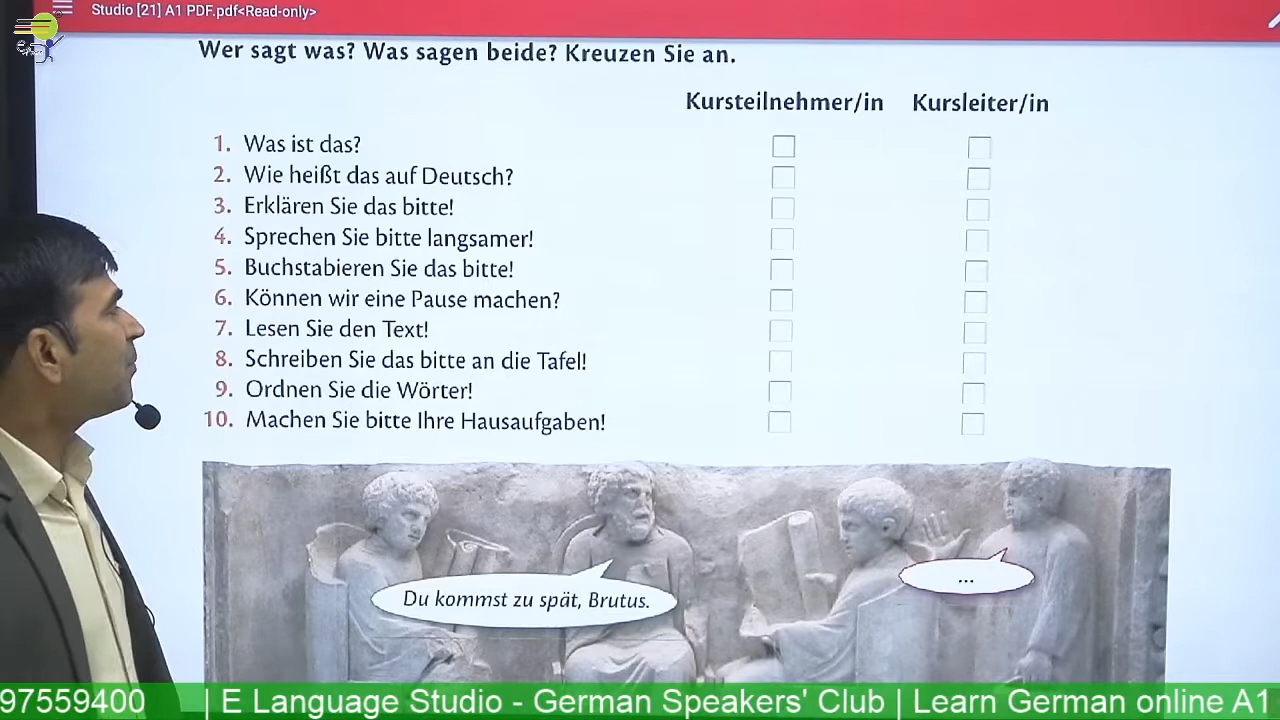 Studio [21] A1 PDF.pdf<Read-only>
Wer sagt was? Was sagen beide? Kreuzen Sie an.
Kursteilnehmer/in Kursleiter/in
1. Was ist das?
2. Wie heißt das auf Deutsch?
3. Erklären Sie das bitte!
4. Sprechen Sie bitte langsamer!
5. Buchstabieren Sie das bitte!
6. Können wir eine Pause machen?
7. Lesen Sie den Text!
8. Schreiben Sie das bitte an die Tafel!
9. Ordnen Sie die Wörter!
10. Machen Sie bitte Ihre Hausaufgaben!
Du kommst zu spät, Brutus.
...
97559400 | E Language Studio - German Speakers' Club | Learn German online A1